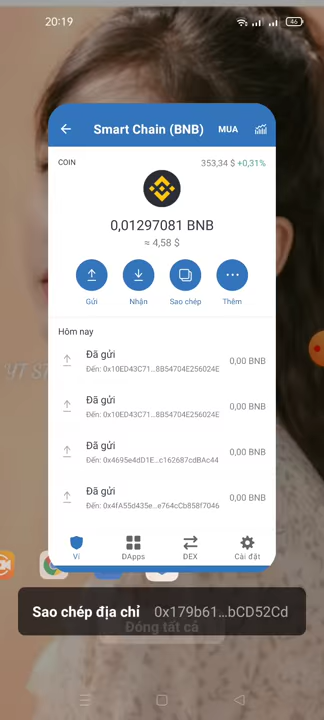 20:19
46
Smart Chain (BNB) MUA
COIN 353,34 $ +0,31%
0,01297081 BNB
≈ 4,58 $
Gửi Nhận Sao chép Thêm
Hôm nay
Đã gửi 0,00 BNB
Đến: 0x10ED43C71...8B54704E256024E
Đã gửi 0,00 BNB
Đến: 0x10ED43C71...8B54704E256024E
Đã gửi 0,00 BNB
Đến: 0x4695e4dD1E...c162687cdBAc44
Đã gửi 0,00 BNB
Đến: 0x4fA55d435e...e764cCb858f7046
Ví DApps DEX Cài đặt
Sao chép địa chỉ 0x179b61...bCD52Cd
Đóng tất cả